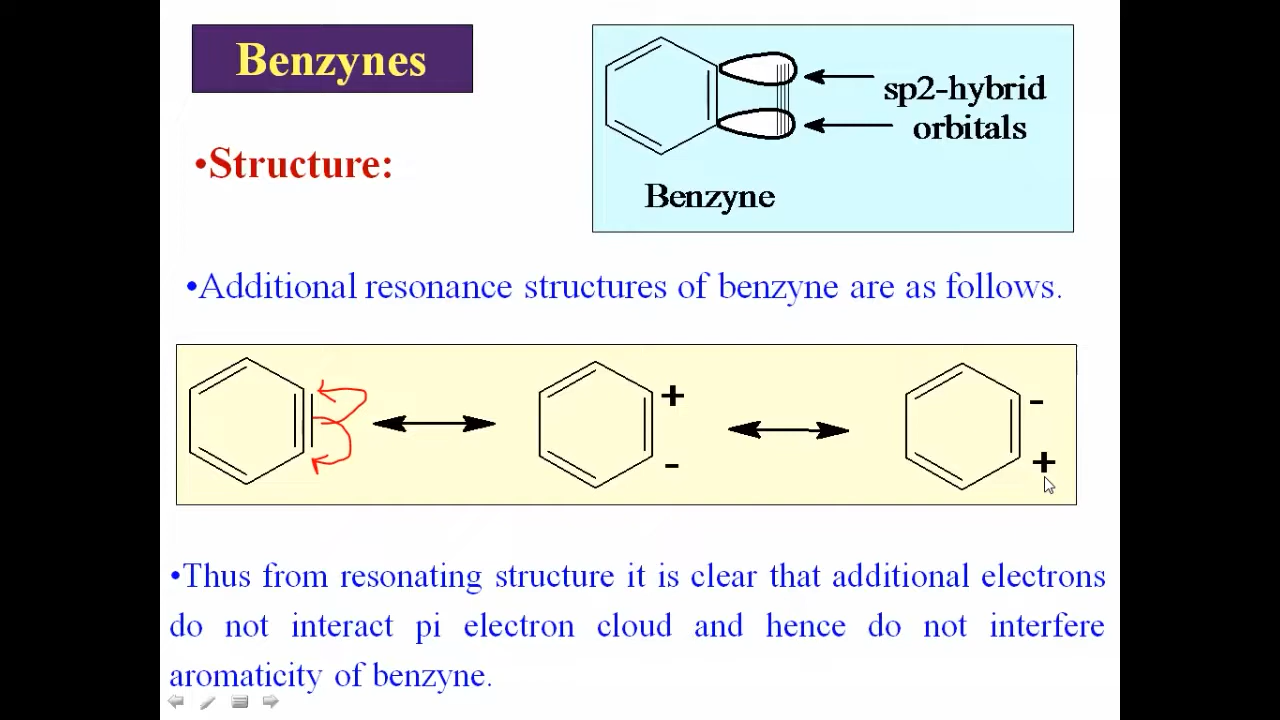 Benzynes
sp2-hybrid
orbitals
•Structure:
Benzyne
•Additional resonance structures of benzyne are as follows.
+
-
-
+
•Thus from resonating structure it is clear that additional electrons
do not interact pi electron cloud and hence do not interfere
aromaticity of benzyne.